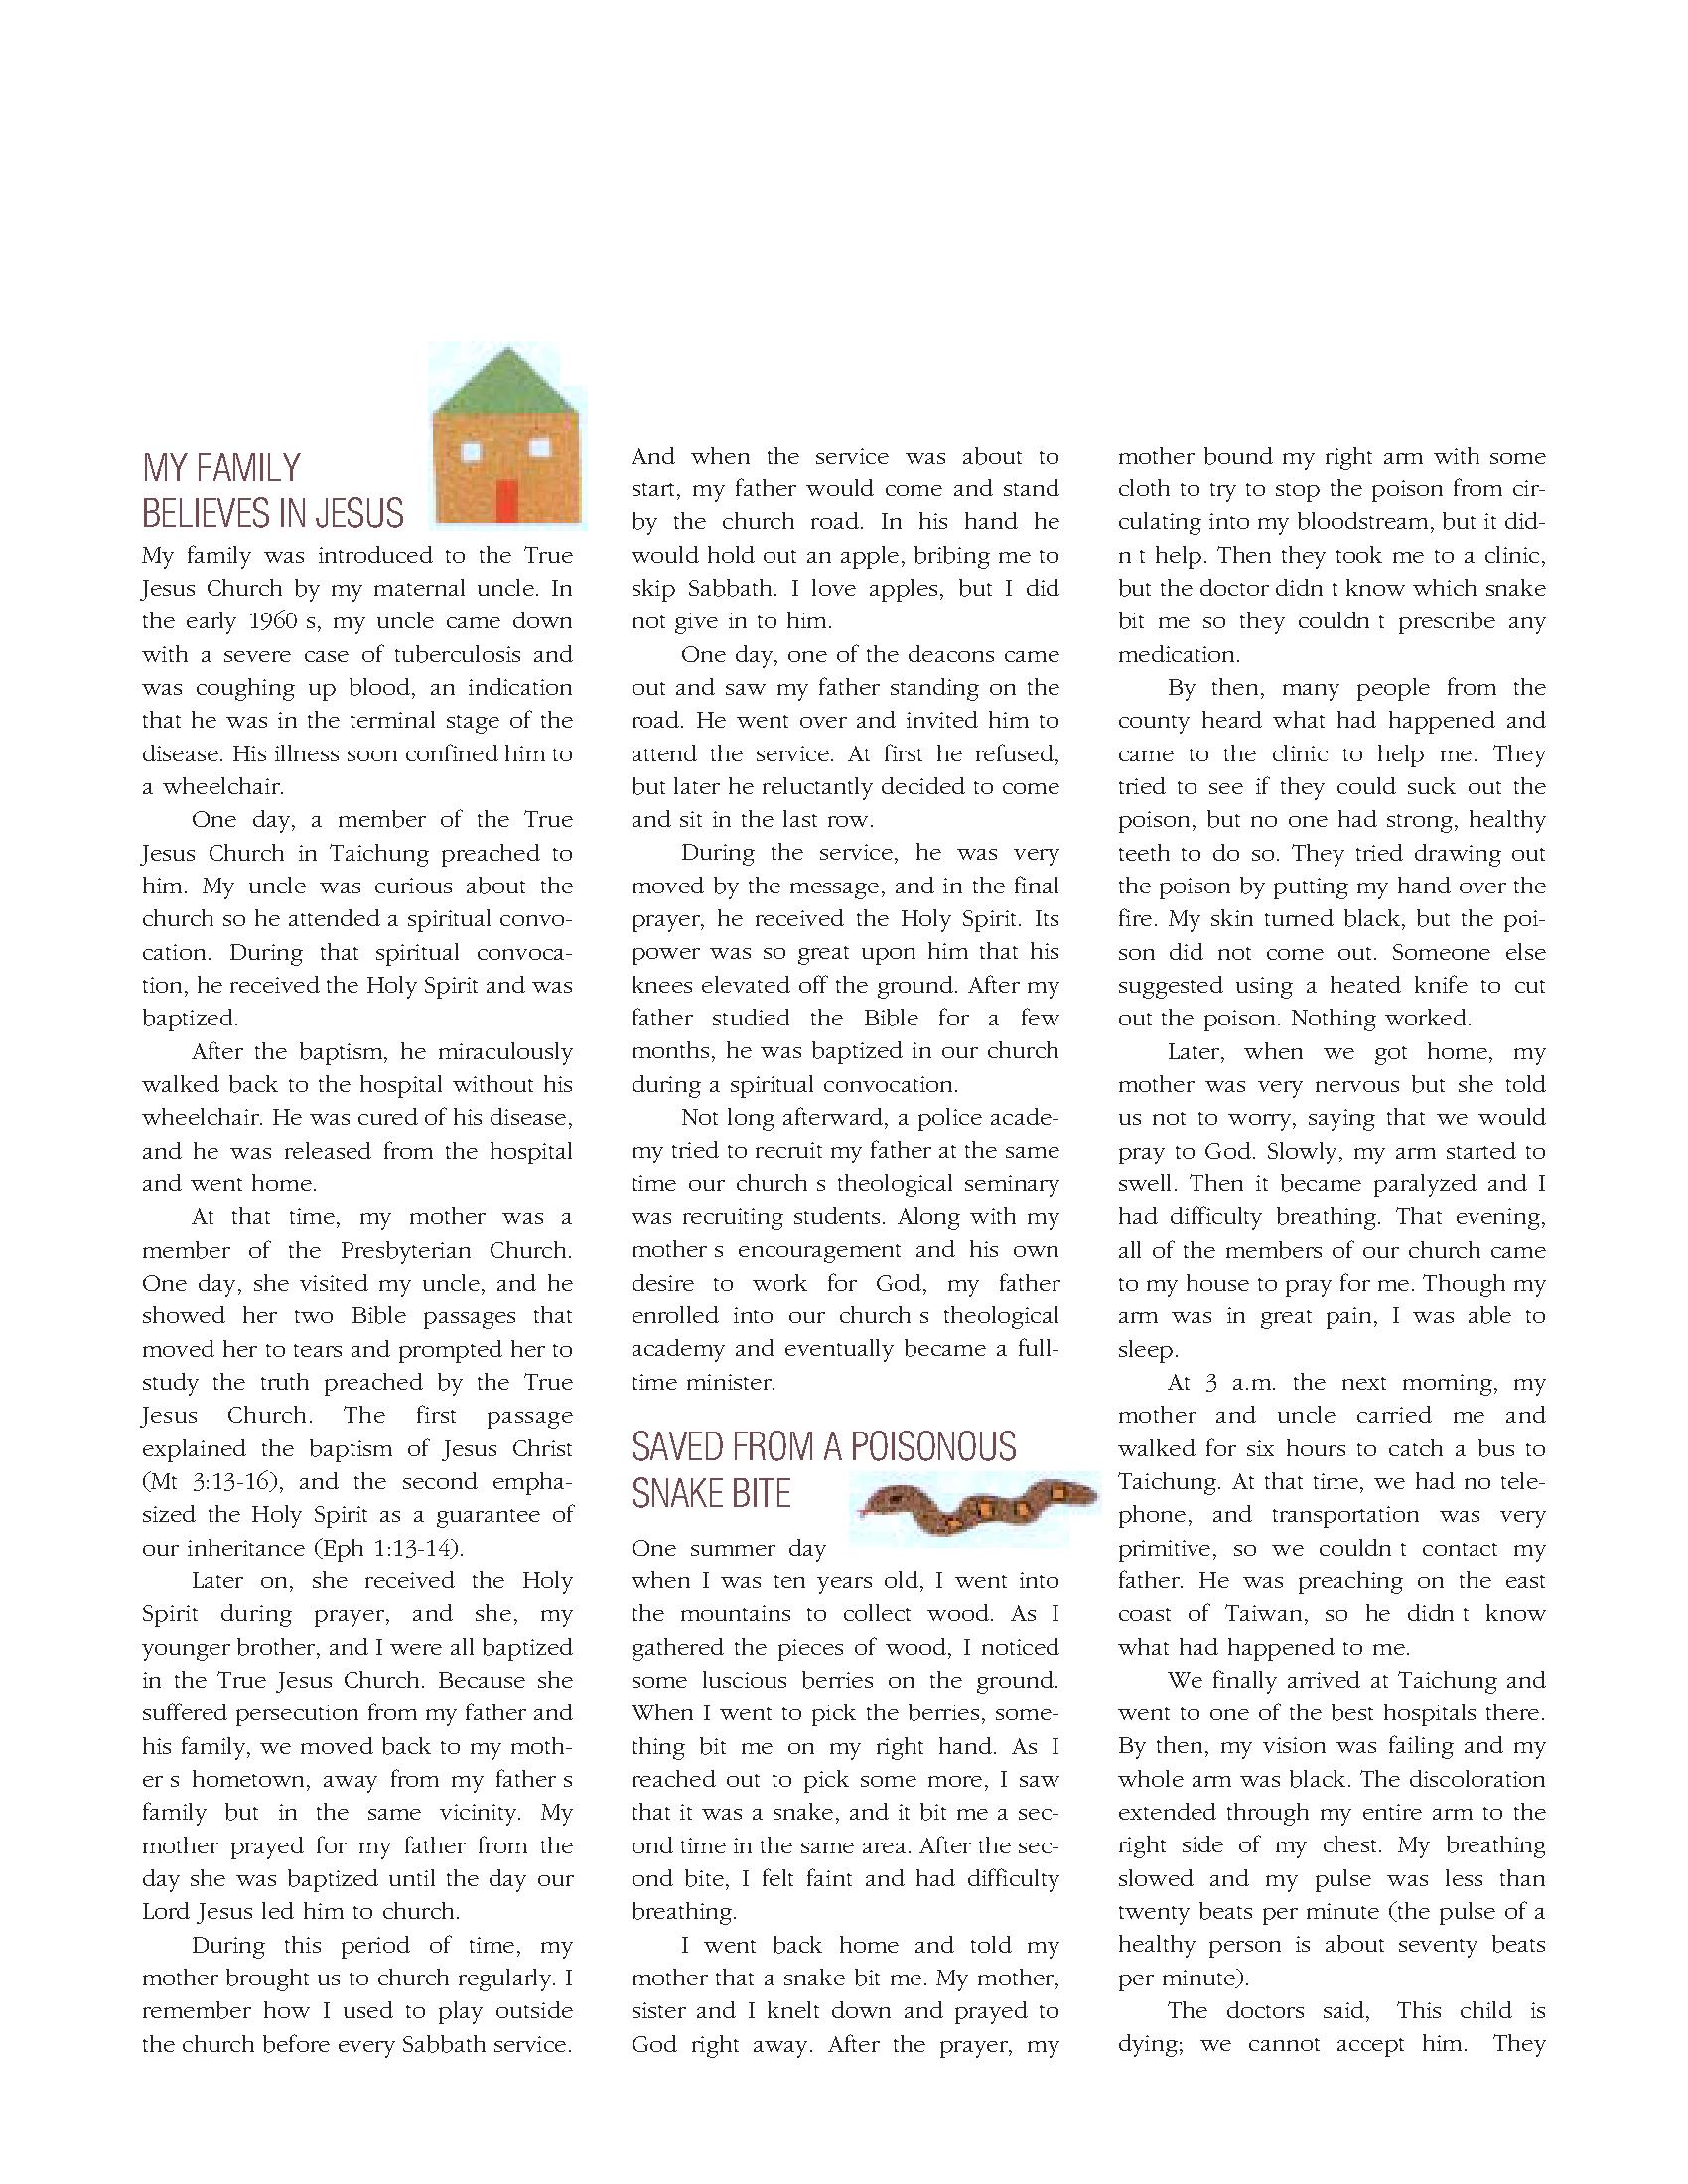 MY FAMILY
BELIEVES IN JESUS
My family was introduced to the True
Jesus Church by my maternal uncle. In
the early 1960 s, my uncle came down
with a severe case of tuberculosis and
was coughing up blood, an indication
that he was in the terminal stage of the
disease. His illness soon confined him to
a wheelchair.
One day, a member of the True
Jesus Church in Taichung preached to
him. My uncle was curious about the
church so he attended a spiritual convo-
cation. During that spiritual convoca-
tion, he received the Holy Spirit and was
baptized.
After the baptism, he miraculously
walked back to the hospital without his
wheelchair. He was cured of his disease,
and he was released from the hospital
and went home.
At that time, my mother was a
member of the Presbyterian Church.
One day, she visited my uncle, and he
showed her two Bible passages that
moved her to tears and prompted her to
study the truth preached by the True
Jesus Church. The first passage
explained the baptism of Jesus Christ
(Mt 3:13-16), and the second empha-
sized the Holy Spirit as a guarantee of
our inheritance (Eph 1:13-14).
Later on, she received the Holy
Spirit during prayer, and she, my
younger brother, and I were all baptized
in the True Jesus Church. Because she
suffered persecution from my father and
his family, we moved back to my moth-
er s hometown, away from my father s
family but in the same vicinity. My
mother prayed for my father from the
day she was baptized until the day our
Lord Jesus led him to church.
During this period of time, my
mother brought us to church regularly. I
remember how I used to play outside
the church before every Sabbath service.
And when the service was about to
start, my father would come and stand
by the church road. In his hand he
would hold out an apple, bribing me to
skip Sabbath. I love apples, but I did
not give in to him.
One day, one of the deacons came
out and saw my father standing on the
road. He went over and invited him to
attend the service. At first he refused,
but later he reluctantly decided to come
and sit in the last row.
During the service, he was very
moved by the message, and in the final
prayer, he received the Holy Spirit. Its
power was so great upon him that his
knees elevated off the ground. After my
father studied the Bible for a few
months, he was baptized in our church
during a spiritual convocation.
Not long afterward, a police acade-
my tried to recruit my father at the same
time our church s theological seminary
was recruiting students. Along with my
mother s encouragement and his own
desire to work for God, my father
enrolled into our church s theological
academy and eventually became a full-
time minister.
SAVED FROM A POISONOUS
SNAKE BITE
One summer day
when I was ten years old, I went into
the mountains to collect wood. As I
gathered the pieces of wood, I noticed
some luscious berries on the ground.
When I went to pick the berries, some-
thing bit me on my right hand. As I
reached out to pick some more, I saw
that it was a snake, and it bit me a sec-
ond time in the same area. After the sec-
ond bite, I felt faint and had difficulty
breathing.
I went back home and told my
mother that a snake bit me. My mother,
sister and I knelt down and prayed to
God right away. After the prayer, my
mother bound my right arm with some
cloth to try to stop the poison from cir-
culating into my bloodstream, but it did-
n t help. Then they took me to a clinic,
but the doctor didn t know which snake
bit me so they couldn t prescribe any
medication.
By then, many people from the
county heard what had happened and
came to the clinic to help me. They
tried to see if they could suck out the
poison, but no one had strong, healthy
teeth to do so. They tried drawing out
the poison by putting my hand over the
fire. My skin turned black, but the poi-
son did not come out. Someone else
suggested using a heated knife to cut
out the poison. Nothing worked.
Later, when we got home, my
mother was very nervous but she told
us not to worry, saying that we would
pray to God. Slowly, my arm started to
swell. Then it became paralyzed and I
had difficulty breathing. That evening,
all of the members of our church came
to my house to pray for me. Though my
arm was in great pain, I was able to
sleep.
At 3 a.m. the next morning, my
mother and uncle carried me and
walked for six hours to catch a bus to
Taichung. At that time, we had no tele-
phone, and transportation was very
primitive, so we couldn t contact my
father. He was preaching on the east
coast of Taiwan, so he didn t know
what had happened to me.
We finally arrived at Taichung and
went to one of the best hospitals there.
By then, my vision was failing and my
whole arm was black. The discoloration
extended through my entire arm to the
right side of my chest. My breathing
slowed and my pulse was less than
twenty beats per minute (the pulse of a
healthy person is about seventy beats
per minute).
The doctors said, This child is
dying; we cannot accept him. They